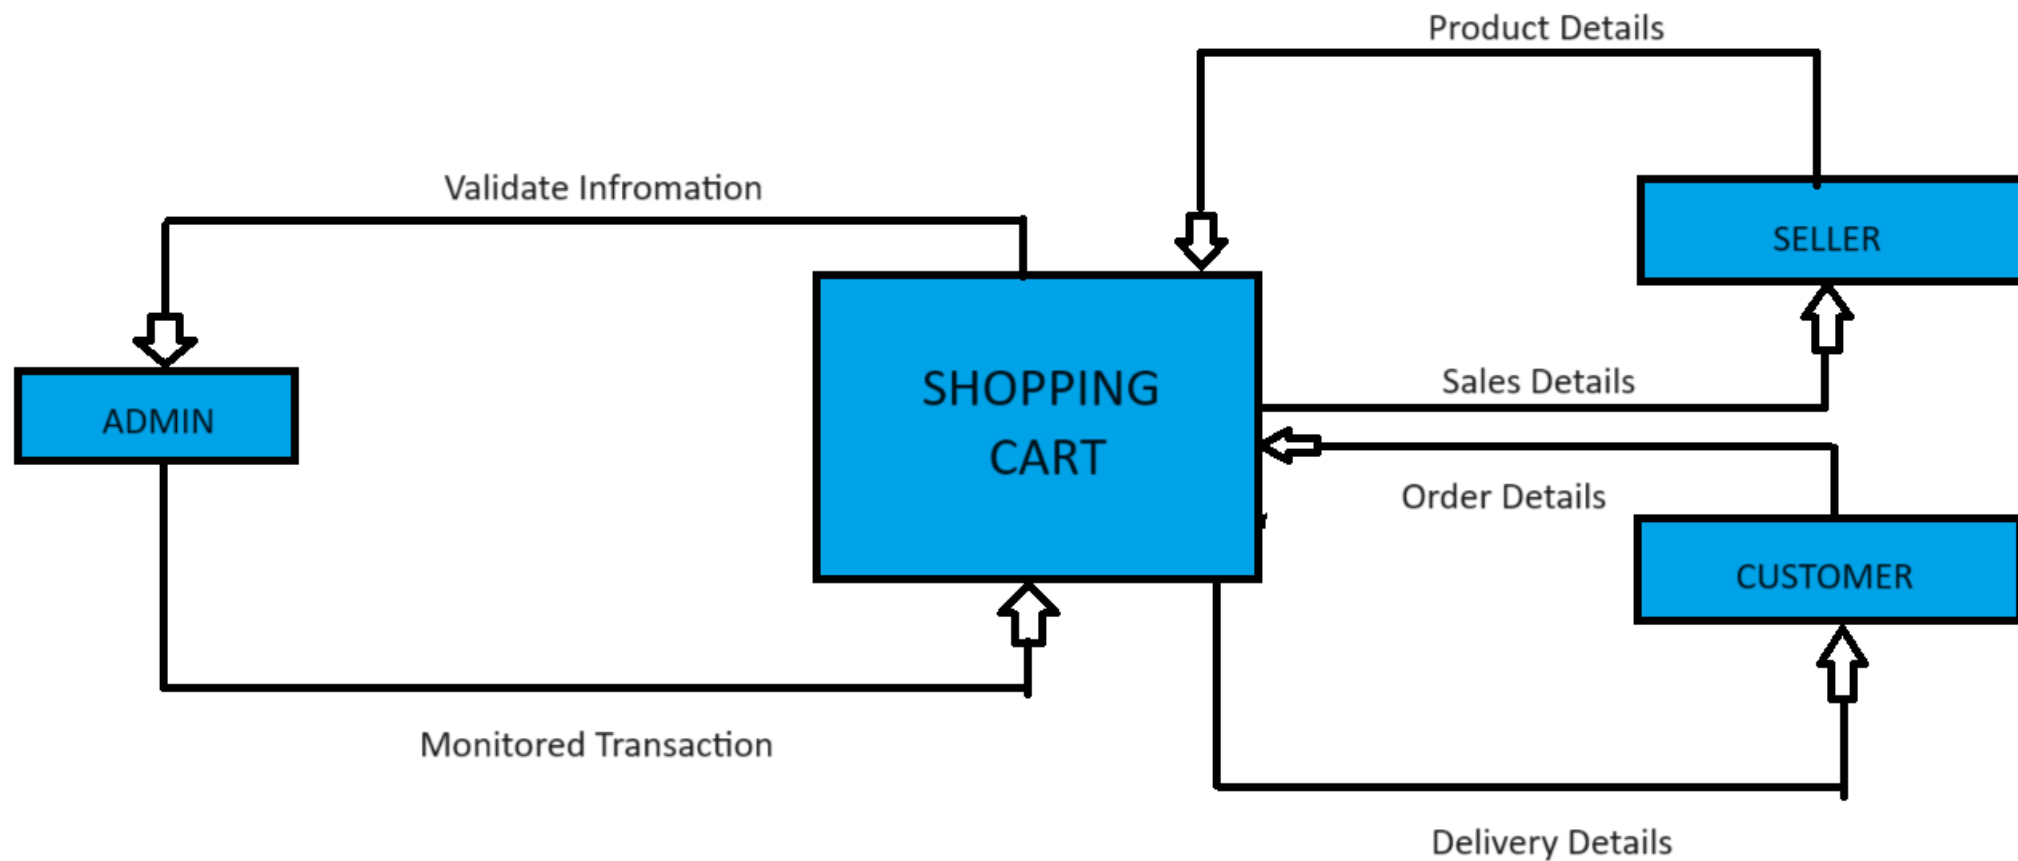 Product Details
Validate Infromation
SELLER
SHOPPING
CART
Sales Details
ADMIN
Order Details
CUSTOMER
Monitored Transaction
Delivery Details